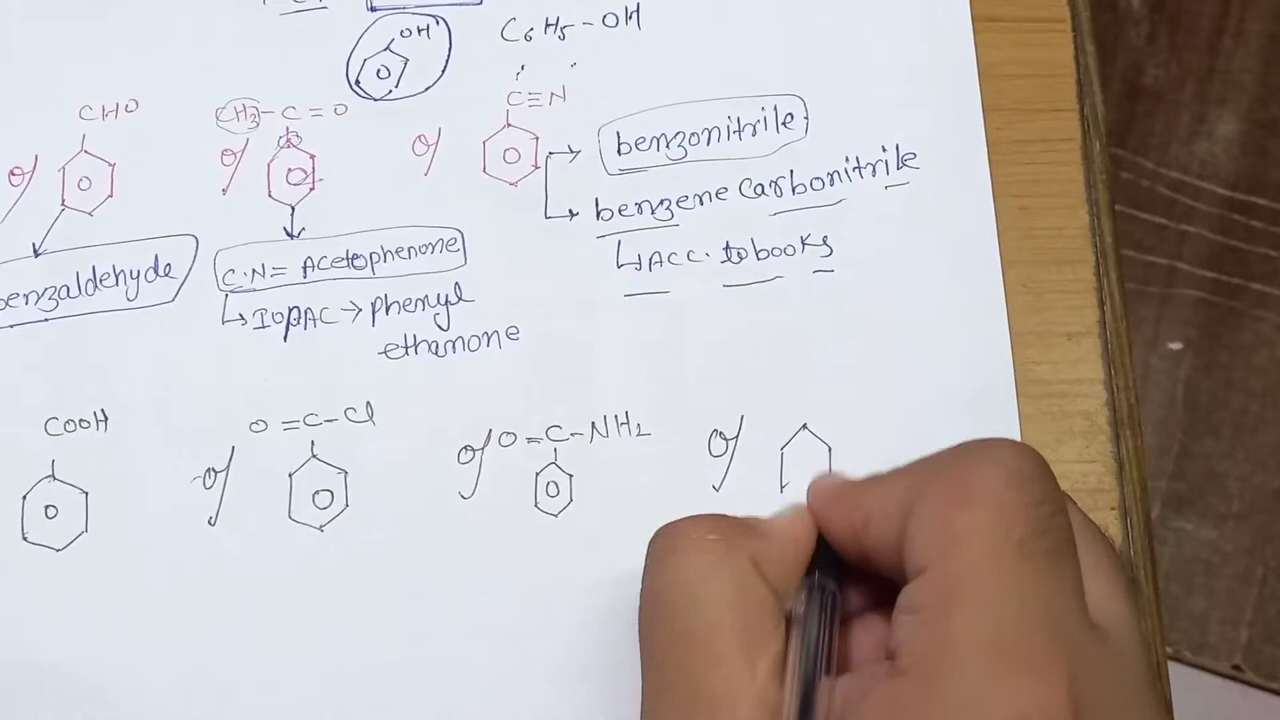 C6H5-OH
OH
CHO
CH3-C=O
C≡N
benzonitrile
benzene carbonitrile
↳ Acc. to books
benzaldehyde
C.N= Acetophenone
↳ IUPAC → phenyl
ethanone
COOH
O=C-Cl
O=C-NH2